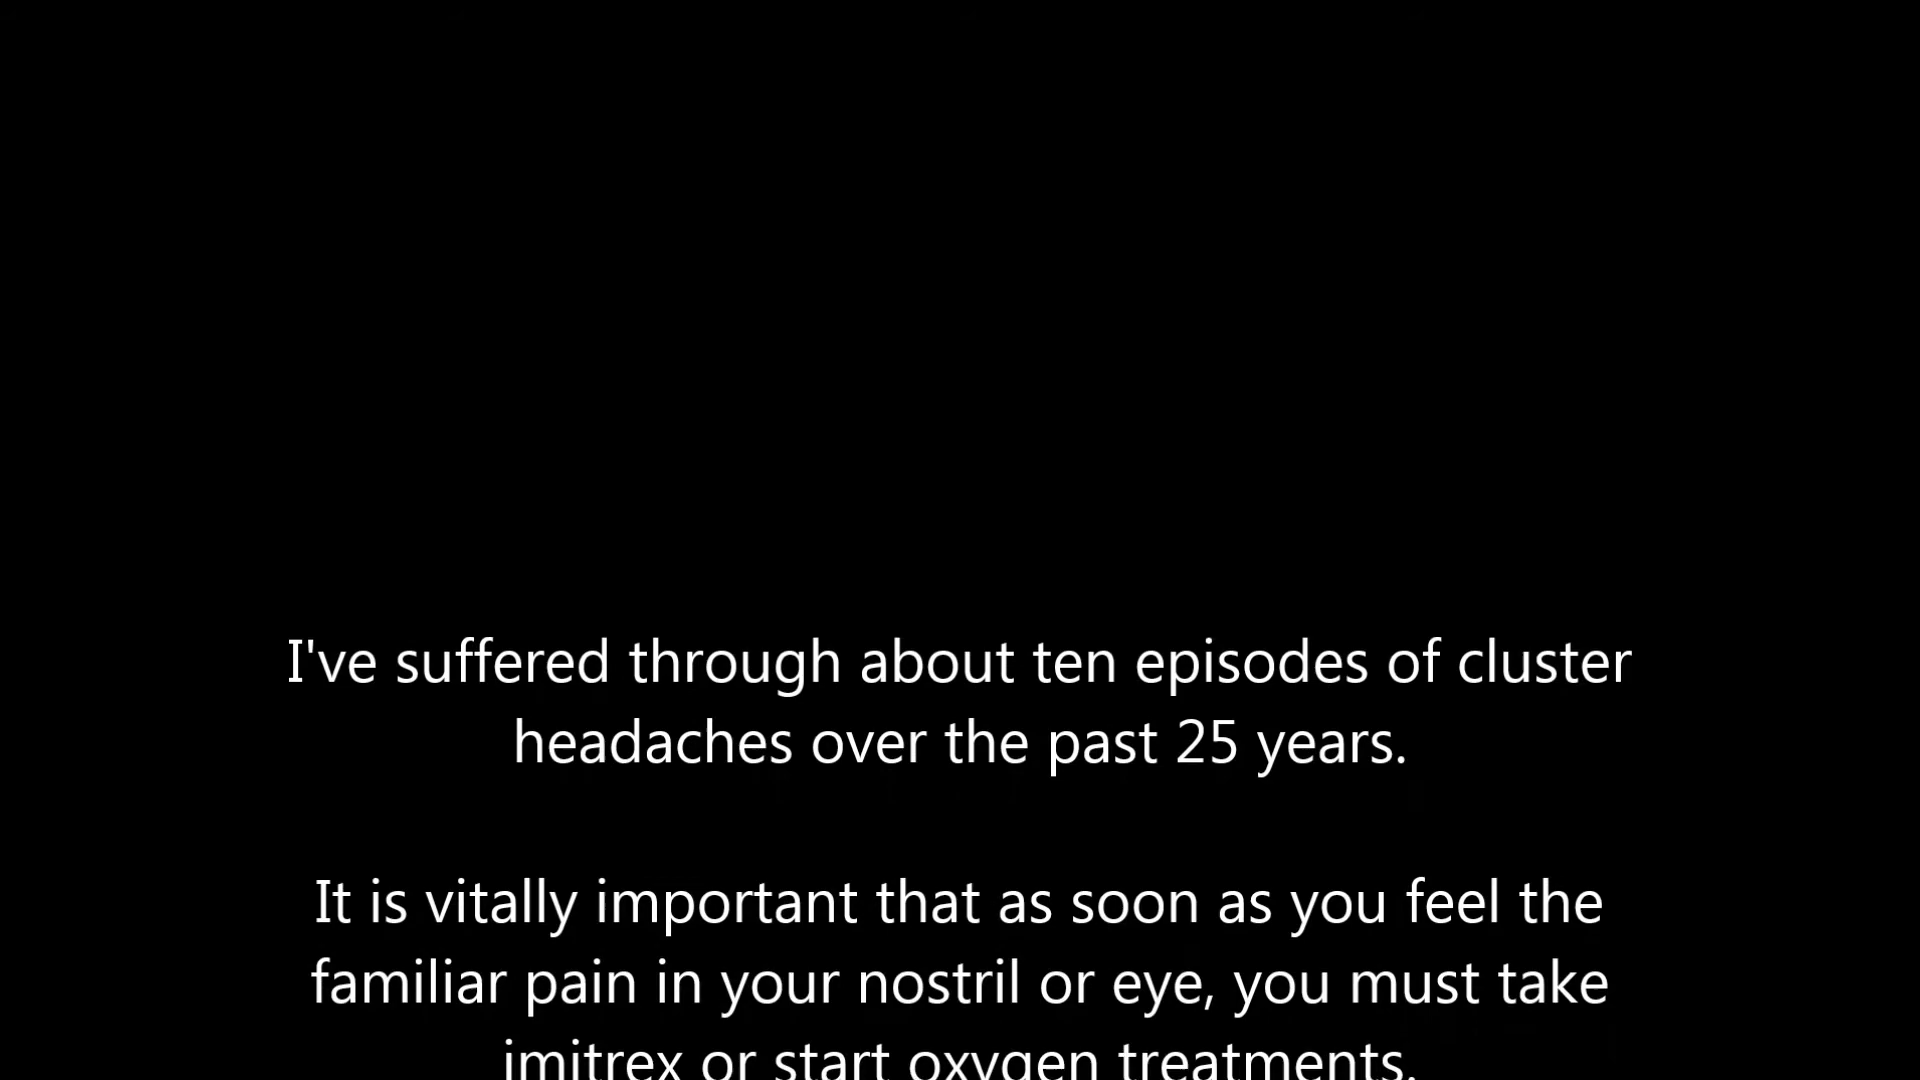 I've suffered through about ten episodes of cluster
headaches over the past 25 years.
It is vitally important that as soon as you feel the
familiar pain in your nostril or eye, you must take
imitrex or start oxygen treatments.